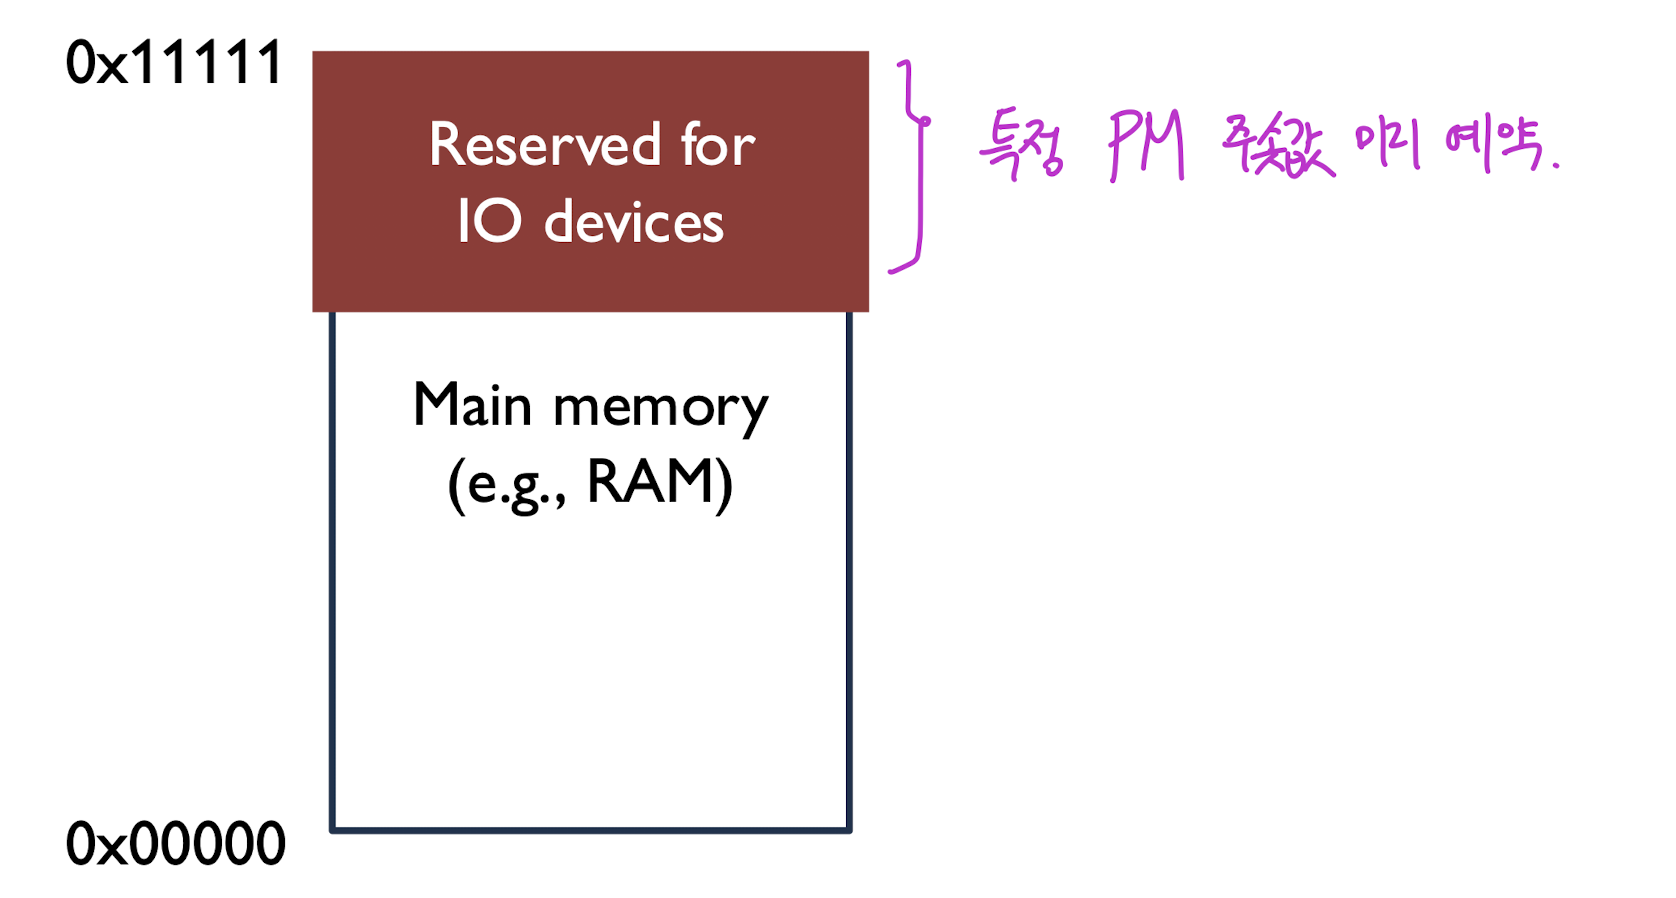 0x11111
Reserved for
IO devices
특정 PM 주솟값 미리 예약.
Main memory
(e.g., RAM)
0x00000